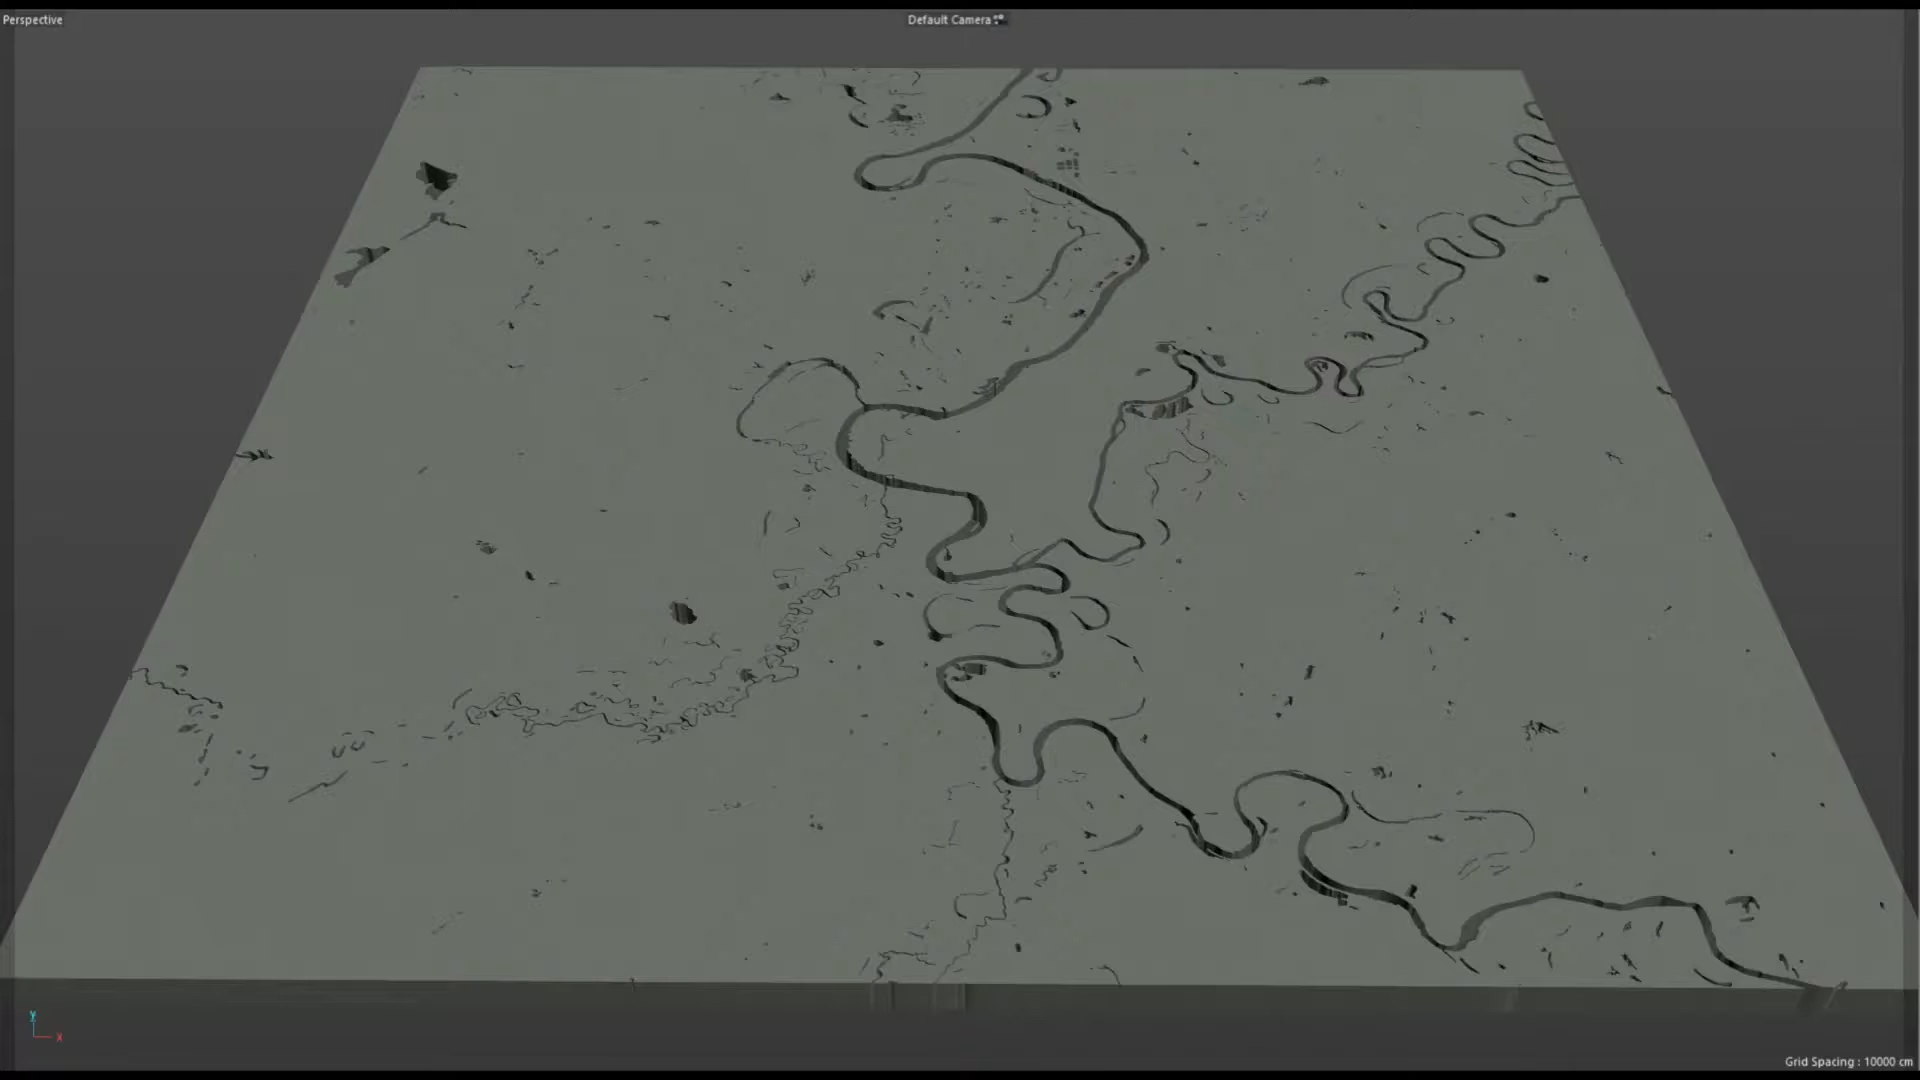 Perspective
Default Camera
y
x
Grid Spacing : 10000 cm